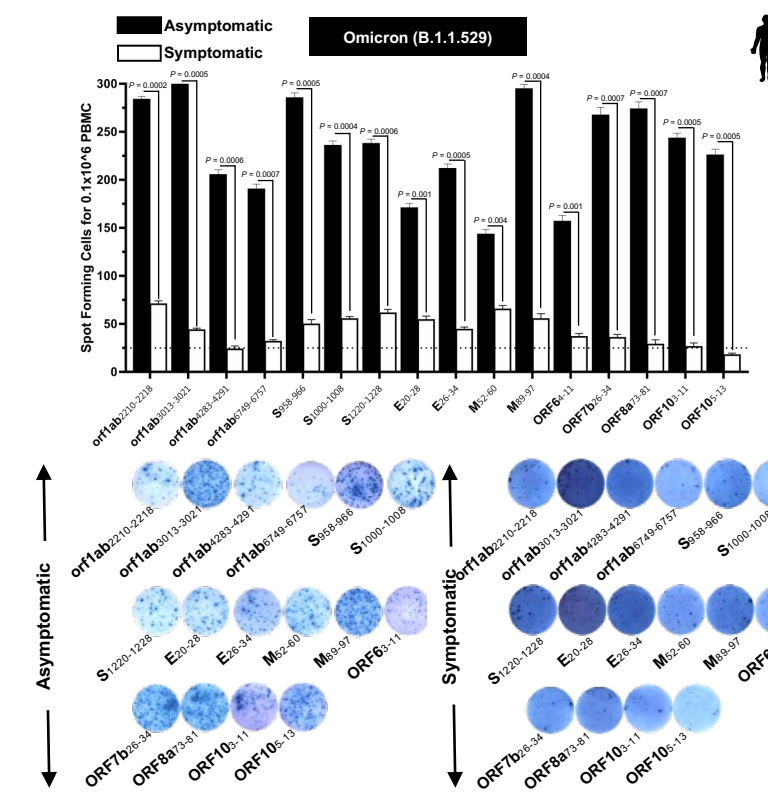 Asymptomatic
Symptomatic
Omicron (B.1.1.529)
Spot Forming Cells for 0.1x10^6 PBMC
300
250
200
150
100
50
0
P = 0.0002
P = 0.0005
P = 0.0006
P = 0.0007
P = 0.0005
P = 0.0004
P = 0.0006
P = 0.001
P = 0.0005
P = 0.004
P = 0.0004
P = 0.001
P = 0.0007
P = 0.0007
P = 0.0005
P = 0.0005
orf1ab2210-2218
orf1ab3013-3021
orf1ab4283-4291
orf1ab6749-6757
S958-966
S1000-1008
S1220-1228
E20-28
E26-34
M52-60
M89-97
ORF64-11
ORF7b26-34
ORF8a73-81
ORF103-11
ORF105-13
Asymptomatic
orf1ab2210-2218
orf1ab3013-3021
orf1ab4283-4291
orf1ab6749-6757
S958-966
S1000-1008
S1220-1228
E20-28
E26-34
M52-60
M89-97
ORF63-11
ORF7b26-34
ORF8a73-81
ORF103-11
ORF105-13
Symptomatic
orf1ab2210-2218
orf1ab3013-3021
orf1ab4283-4291
orf1ab6749-6757
S958-966
S1000-1008
S1220-1228
E20-28
E26-34
M52-60
M89-97
ORF6
ORF7b26-34
ORF8a73-81
ORF103-11
ORF105-13